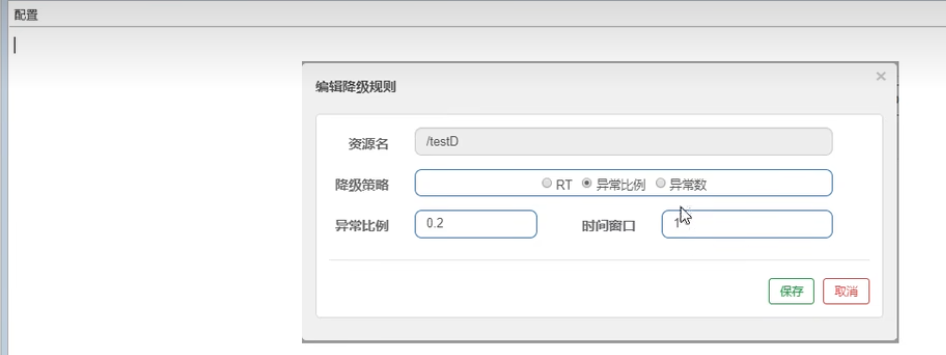 配置
编辑降级规则 ×
资源名 /testD
降级策略 RT 异常比例 异常数
异常比例 0.2 时间窗口 1
保存 取消